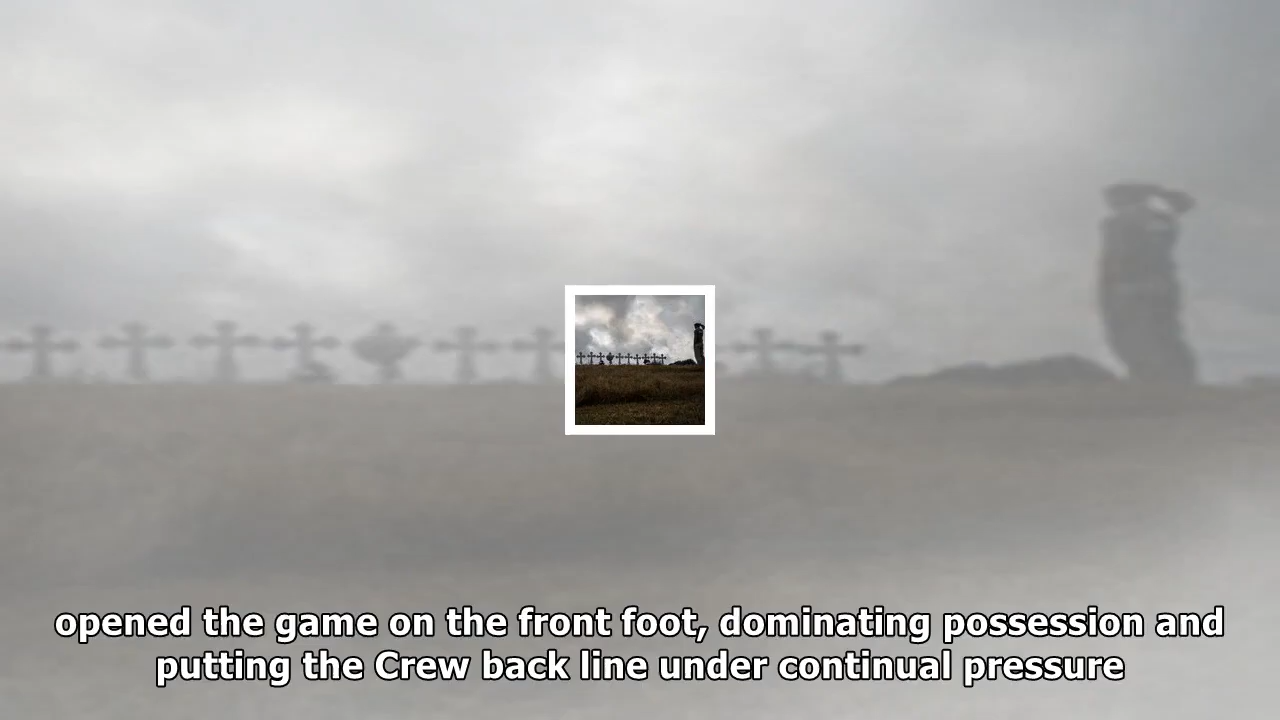 opened the game on the front foot, dominating possession and
putting the Crew back line under continual pressure